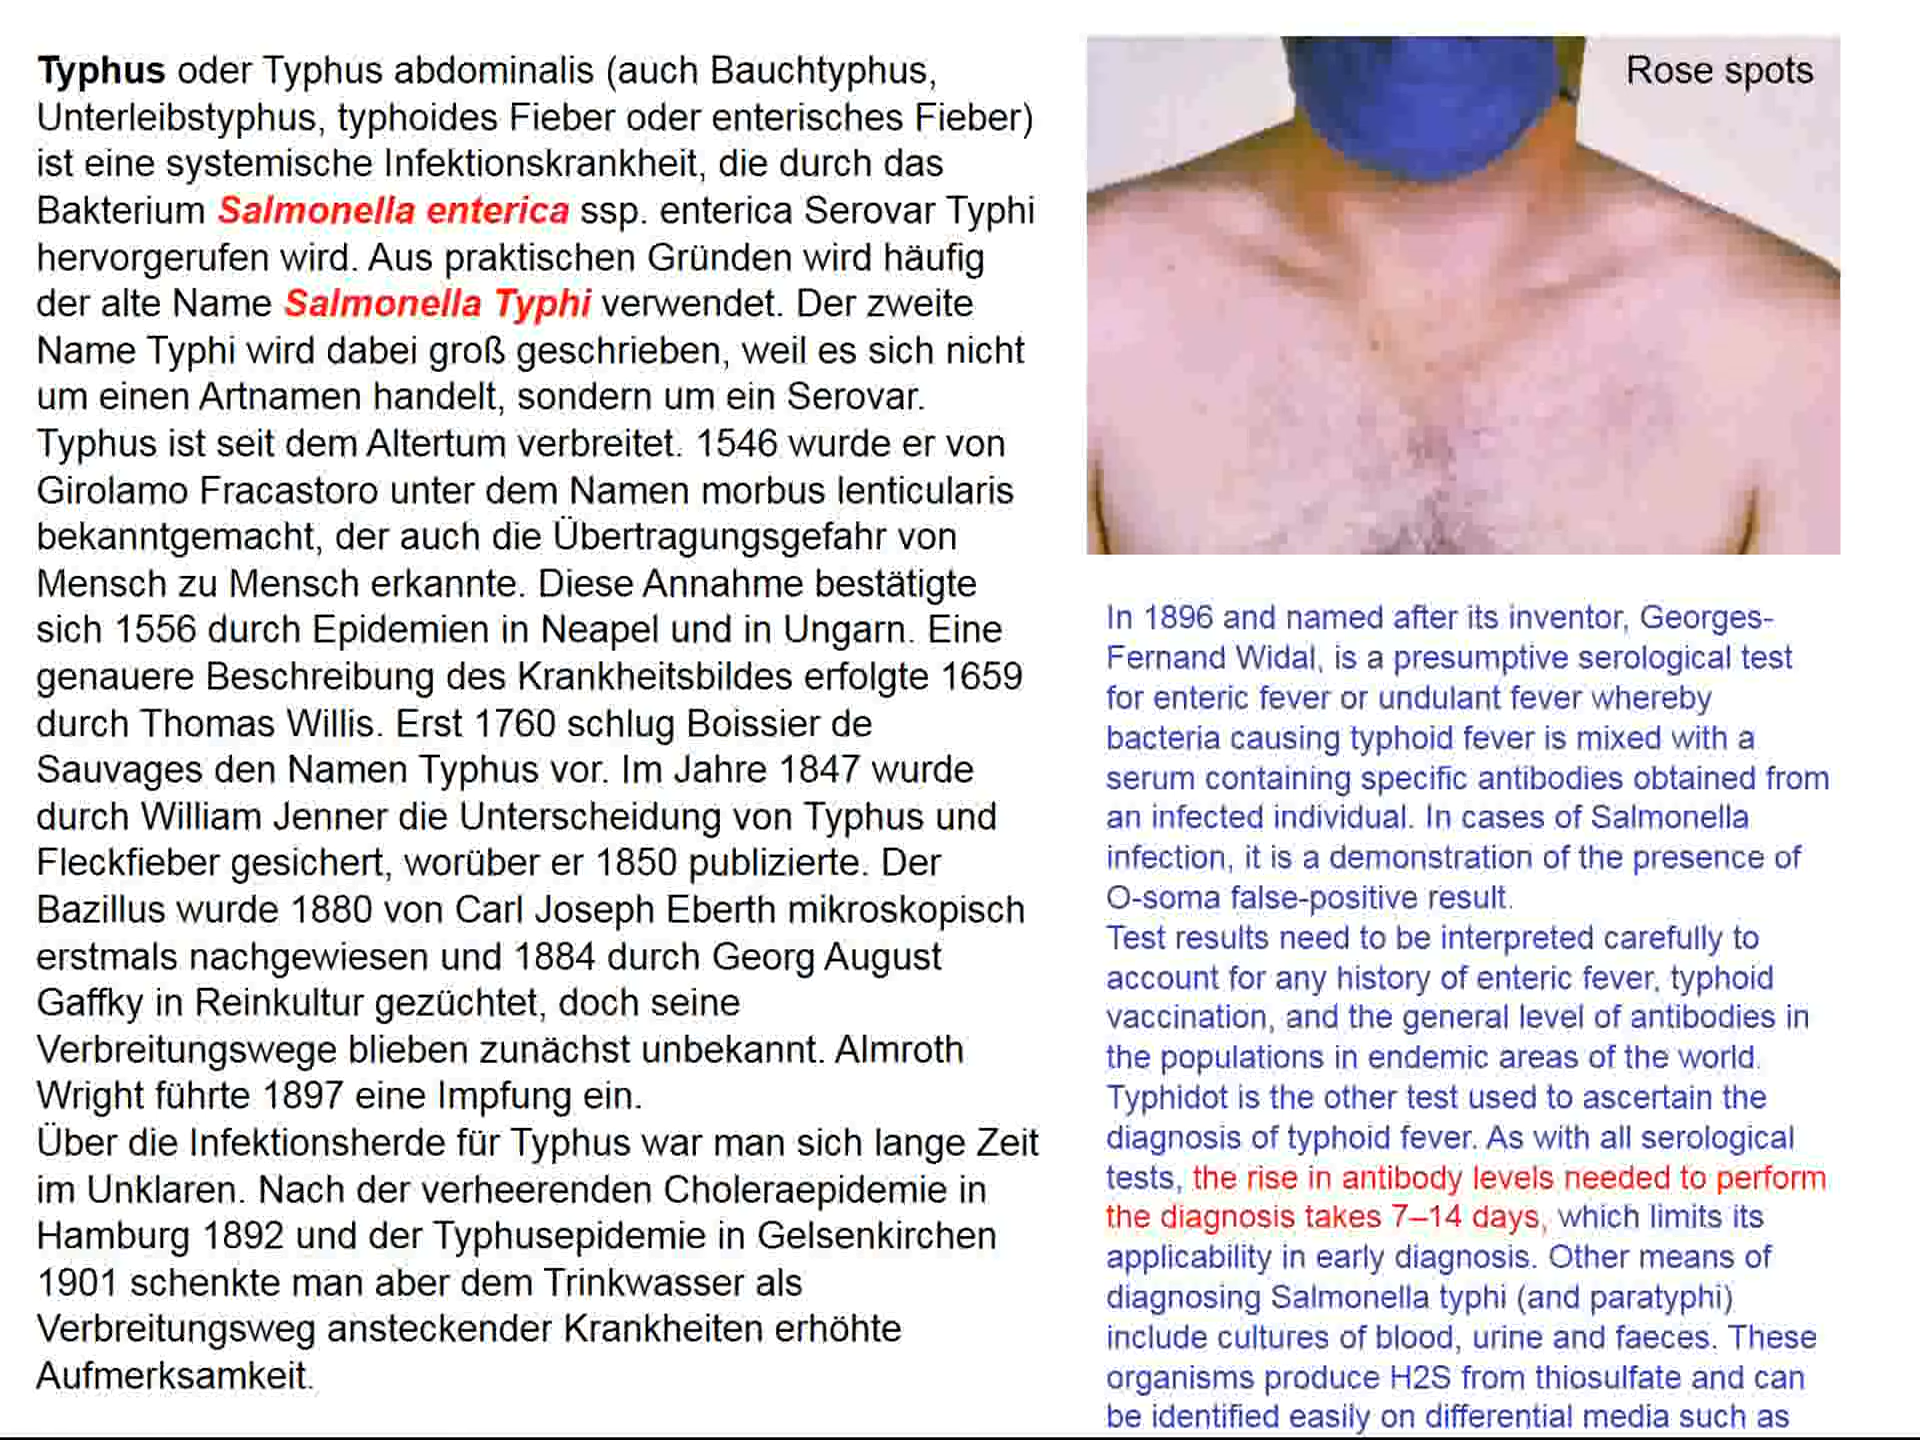 Typhus oder Typhus abdominalis (auch Bauchtyphus,
Unterleibstyphus, typhoides Fieber oder enterisches Fieber)
ist eine systemische Infektionskrankheit, die durch das
Bakterium Salmonella enterica ssp. enterica Serovar Typhi
hervorgerufen wird. Aus praktischen Gründen wird häufig
der alte Name Salmonella Typhi verwendet. Der zweite
Name Typhi wird dabei groß geschrieben, weil es sich nicht
um einen Artnamen handelt, sondern um ein Serovar.
Typhus ist seit dem Altertum verbreitet. 1546 wurde er von
Girolamo Fracastoro unter dem Namen morbus lenticularis
bekanntgemacht, der auch die Übertragungsgefahr von
Mensch zu Mensch erkannte. Diese Annahme bestätigte
sich 1556 durch Epidemien in Neapel und in Ungarn. Eine
genauere Beschreibung des Krankheitsbildes erfolgte 1659
durch Thomas Willis. Erst 1760 schlug Boissier de
Sauvages den Namen Typhus vor. Im Jahre 1847 wurde
durch William Jenner die Unterscheidung von Typhus und
Fleckfieber gesichert, worüber er 1850 publizierte. Der
Bazillus wurde 1880 von Carl Joseph Eberth mikroskopisch
erstmals nachgewiesen und 1884 durch Georg August
Gaffky in Reinkultur gezüchtet, doch seine
Verbreitungswege blieben zunächst unbekannt. Almroth
Wright führte 1897 eine Impfung ein.
Über die Infektionsherde für Typhus war man sich lange Zeit
im Unklaren. Nach der verheerenden Choleraepidemie in
Hamburg 1892 und der Typhusepidemie in Gelsenkirchen
1901 schenkte man aber dem Trinkwasser als
Verbreitungsweg ansteckender Krankheiten erhöhte
Aufmerksamkeit.
Rose spots
In 1896 and named after its inventor, Georges-
Fernand Widal, is a presumptive serological test
for enteric fever or undulant fever whereby
bacteria causing typhoid fever is mixed with a
serum containing specific antibodies obtained from
an infected individual. In cases of Salmonella
infection, it is a demonstration of the presence of
O-soma false-positive result.
Test results need to be interpreted carefully to
account for any history of enteric fever, typhoid
vaccination, and the general level of antibodies in
the populations in endemic areas of the world.
Typhidot is the other test used to ascertain the
diagnosis of typhoid fever. As with all serological
tests, the rise in antibody levels needed to perform
the diagnosis takes 7–14 days, which limits its
applicability in early diagnosis. Other means of
diagnosing Salmonella typhi (and paratyphi)
include cultures of blood, urine and faeces. These
organisms produce H2S from thiosulfate and can
be identified easily on differential media such as